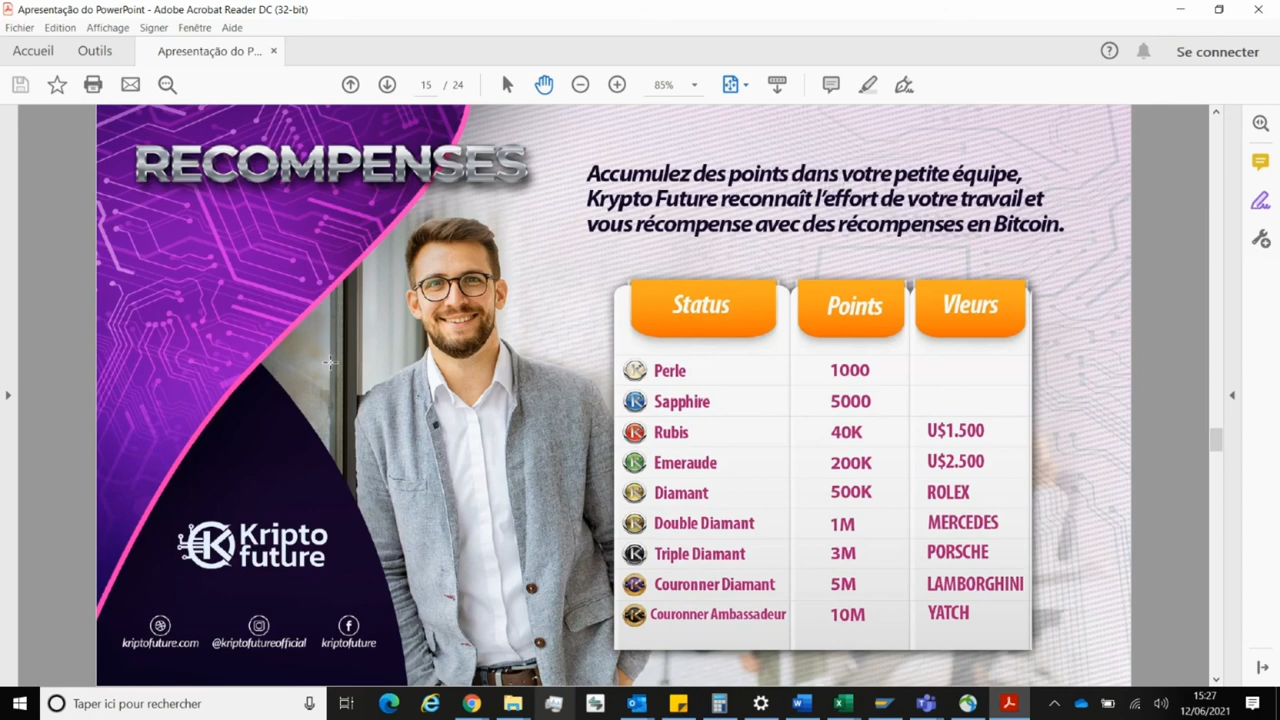 Apresentação do PowerPoint - Adobe Acrobat Reader DC (32-bit)
Fichier Edition Affichage Signer Fenêtre Aide
Accueil Outils Apresentação do P... × Se connecter
15 / 24 85%
RECOMPENSES
Accumulez des points dans votre petite équipe,
Krypto Future reconnaît l'effort de votre travail et
vous récompense avec des récompenses en Bitcoin.
Status Points Vleurs
Perle 1000
Sapphire 5000
Rubis 40K U$1.500
Emeraude 200K U$2.500
Diamant 500K ROLEX
Double Diamant 1M MERCEDES
Triple Diamant 3M PORSCHE
Couronner Diamant 5M LAMBORGHINI
Couronner Ambassadeur 10M YATCH
Kripto
future
kriptofuture.com @kriptofutureofficial kriptofuture
Taper ici pour rechercher
15:27
12/06/2021